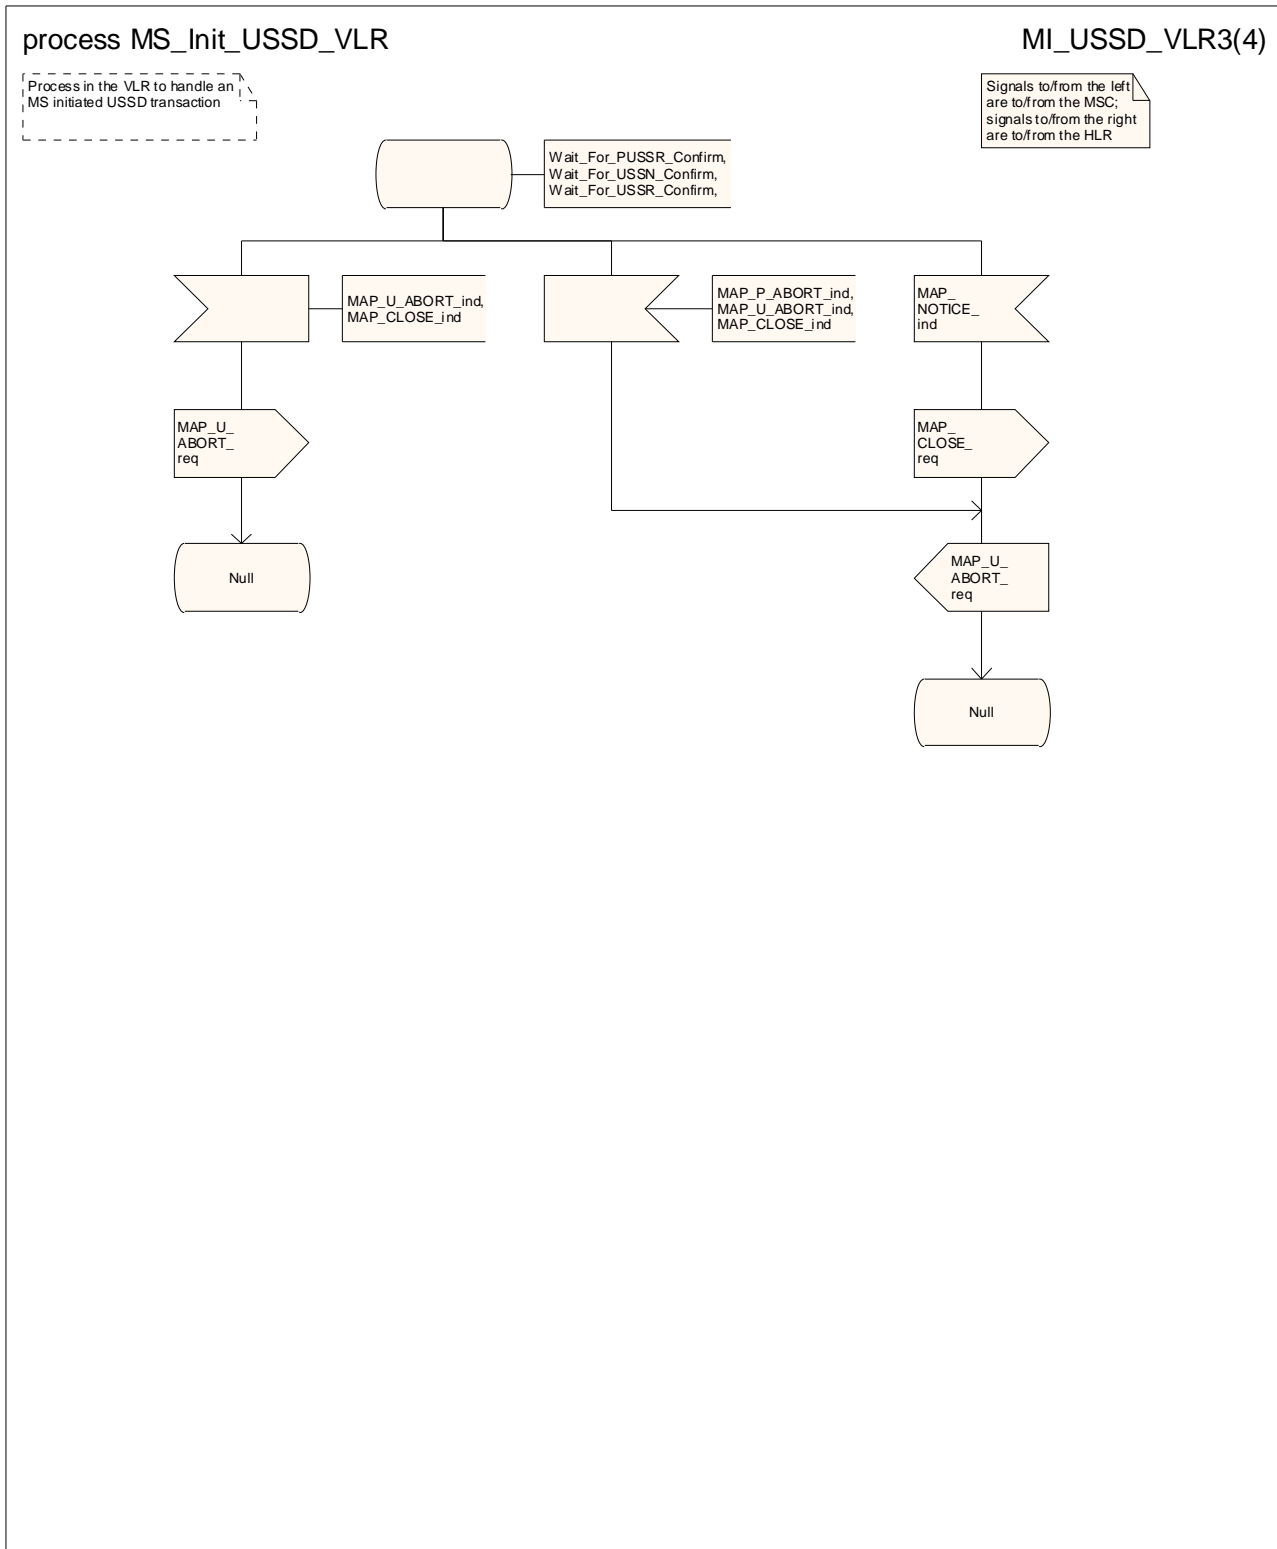 process MS_Init_USSD_VLR
MI_USSD_VLR3(4)
Process in the VLR to handle an
MS initiated USSD transaction
Signals to/from the left
are to/from the MSC;
signals to/from the right
are to/from the HLR
Wait_For_PUSSR_Confirm,
Wait_For_USSN_Confirm,
Wait_For_USSR_Confirm,
MAP_U_ABORT_ind,
MAP_CLOSE_ind
MAP_P_ABORT_ind,
MAP_U_ABORT_ind,
MAP_CLOSE_ind
MAP_
NOTICE_
ind
MAP_U_
ABORT_
req
MAP_
CLOSE_
req
Null
MAP_U_
ABORT_
req
Null